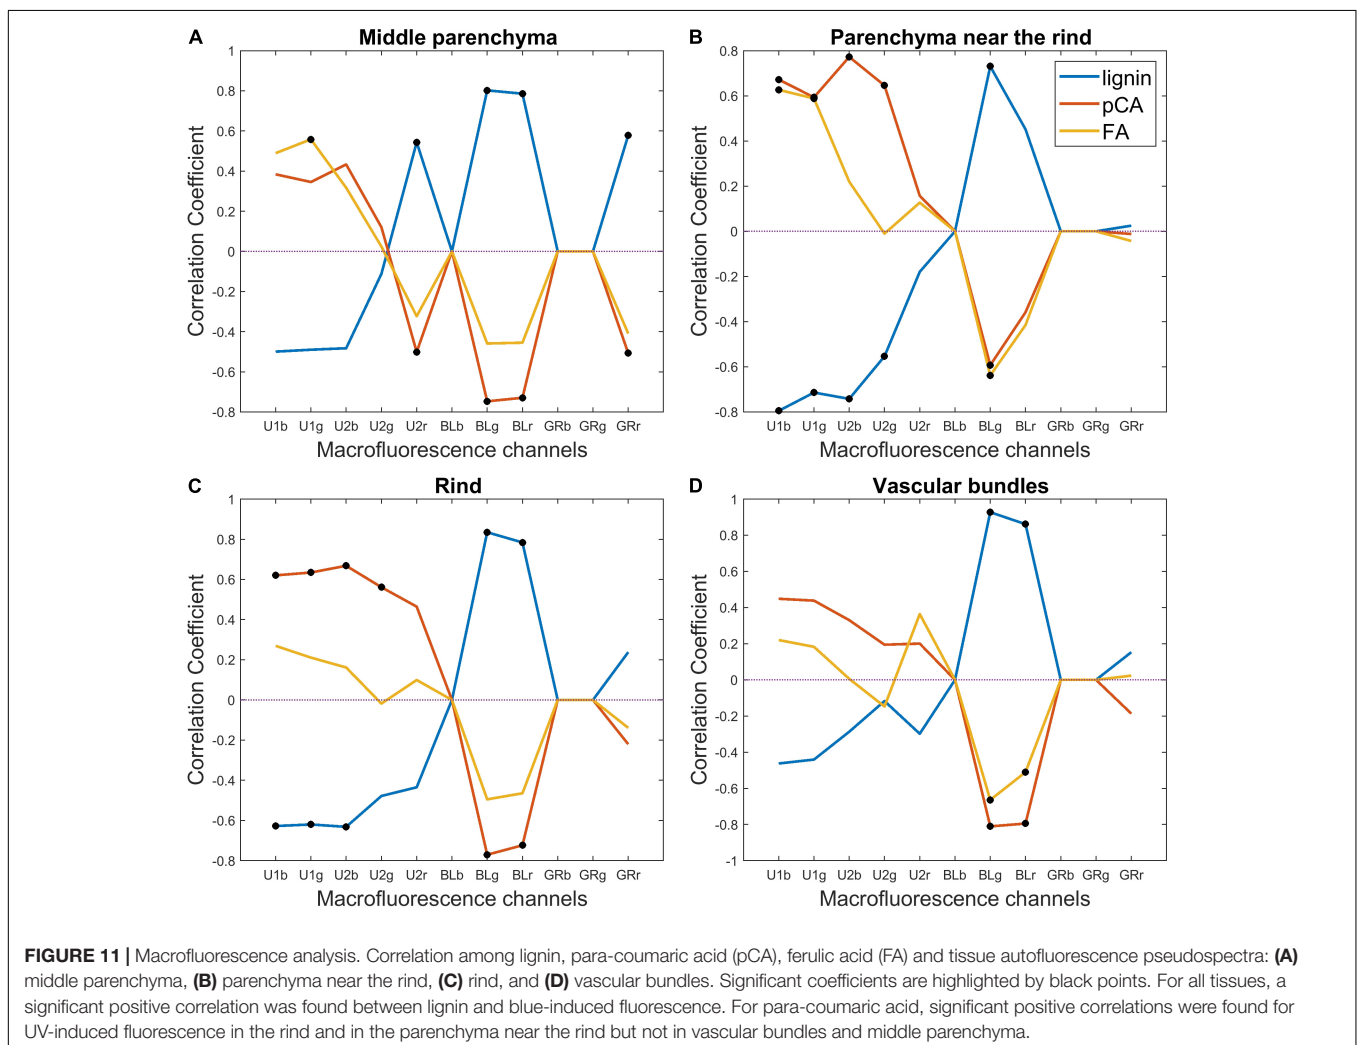 A Middle parenchyma
Correlation Coefficient
1
0.8
0.6
0.4
0.2
0
-0.2
-0.4
-0.6
-0.8
U1b U1g U2b U2g U2r BLb BLg BLr GRb GRg GRr
Macrofluorescence channels
B Parenchyma near the rind
Correlation Coefficient
0.8
0.6
0.4
0.2
0
-0.2
-0.4
-0.6
-0.8
lignin
pCA
FA
U1b U1g U2b U2g U2r BLb BLg BLr GRb GRg GRr
Macrofluorescence channels
C Rind
Correlation Coefficient
1
0.8
0.6
0.4
0.2
0
-0.2
-0.4
-0.6
-0.8
U1b U1g U2b U2g U2r BLb BLg BLr GRb GRg GRr
Macrofluorescence channels
D Vascular bundles
Correlation Coefficient
1
0.8
0.6
0.4
0.2
0
-0.2
-0.4
-0.6
-0.8
-1
U1b U1g U2b U2g U2r BLb BLg BLr GRb GRg GRr
Macrofluorescence channels
FIGURE 11 | Macrofluorescence analysis. Correlation among lignin, para-coumaric acid (pCA), ferulic acid (FA) and tissue autofluorescence pseudospectra: (A)
middle parenchyma, (B) parenchyma near the rind, (C) rind, and (D) vascular bundles. Significant coefficients are highlighted by black points. For all tissues, a
significant positive correlation was found between lignin and blue-induced fluorescence. For para-coumaric acid, significant positive correlations were found for
UV-induced fluorescence in the rind and in the parenchyma near the rind but not in vascular bundles and middle parenchyma.